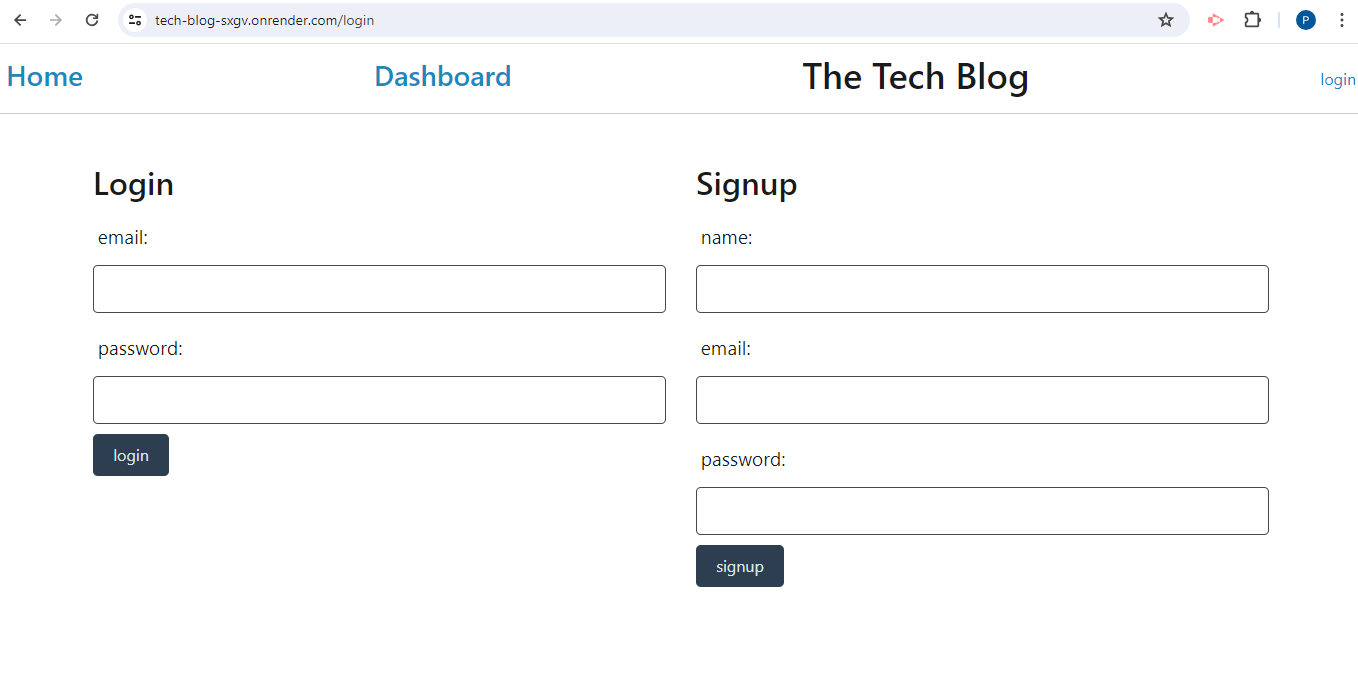 tech-blog-sxgv.onrender.com/login
P
Home Dashboard The Tech Blog login
Login
email:
password:
login
Signup
name:
email:
password:
signup